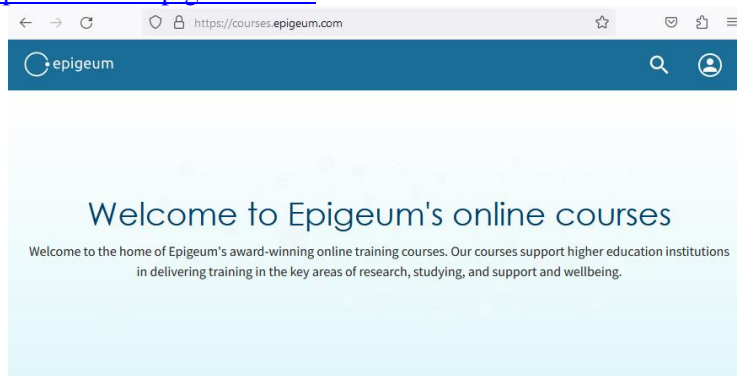 https://courses.epigeum.com
epigeum
Welcome to Epigeum's online courses
Welcome to the home of Epigeum's award-winning online training courses. Our courses support higher education institutions
in delivering training in the key areas of research, studying, and support and wellbeing.